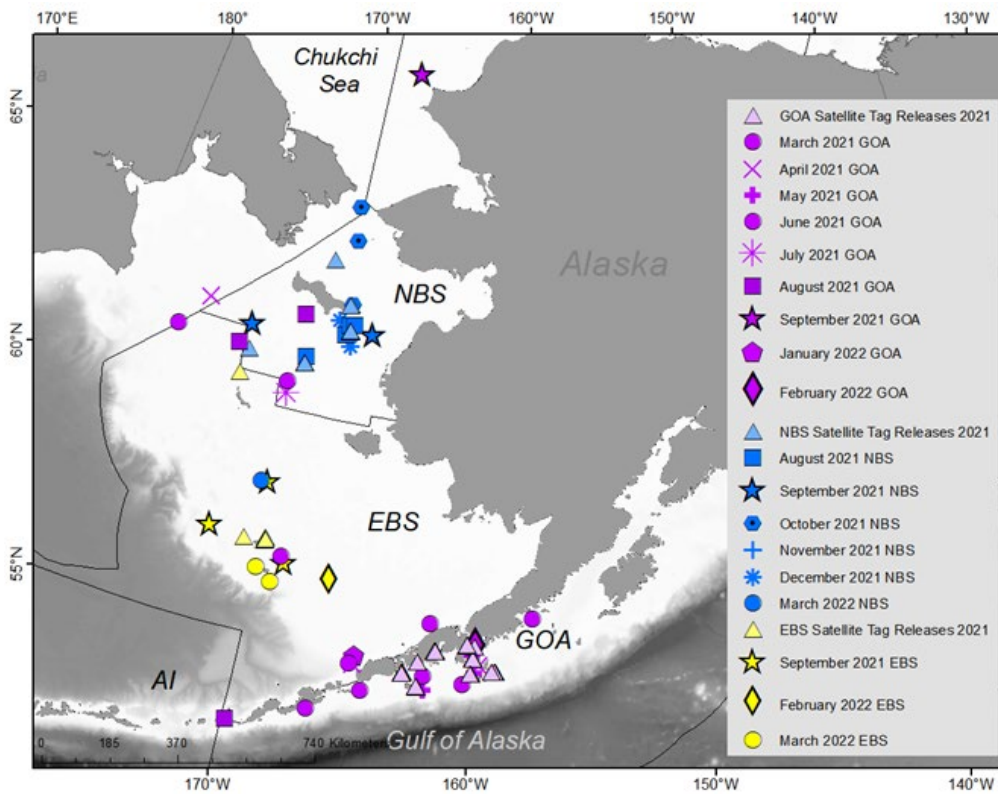 170°E 180° 170°W 160°W 150°W 140°W 130°W
Chukchi
Sea
65°N
60°N
55°N
Alaska
NBS
EBS
GOA
AI
Gulf of Alaska
0 185 370 740 Kilometers
170°W 160°W 150°W 140°W
GOA Satellite Tag Releases 2021
March 2021 GOA
April 2021 GOA
May 2021 GOA
June 2021 GOA
July 2021 GOA
August 2021 GOA
September 2021 GOA
January 2022 GOA
February 2022 GOA
NBS Satellite Tag Releases 2021
August 2021 NBS
September 2021 NBS
October 2021 NBS
November 2021 NBS
December 2021 NBS
March 2022 NBS
EBS Satellite Tag Releases 2021
September 2021 EBS
February 2022 EBS
March 2022 EBS